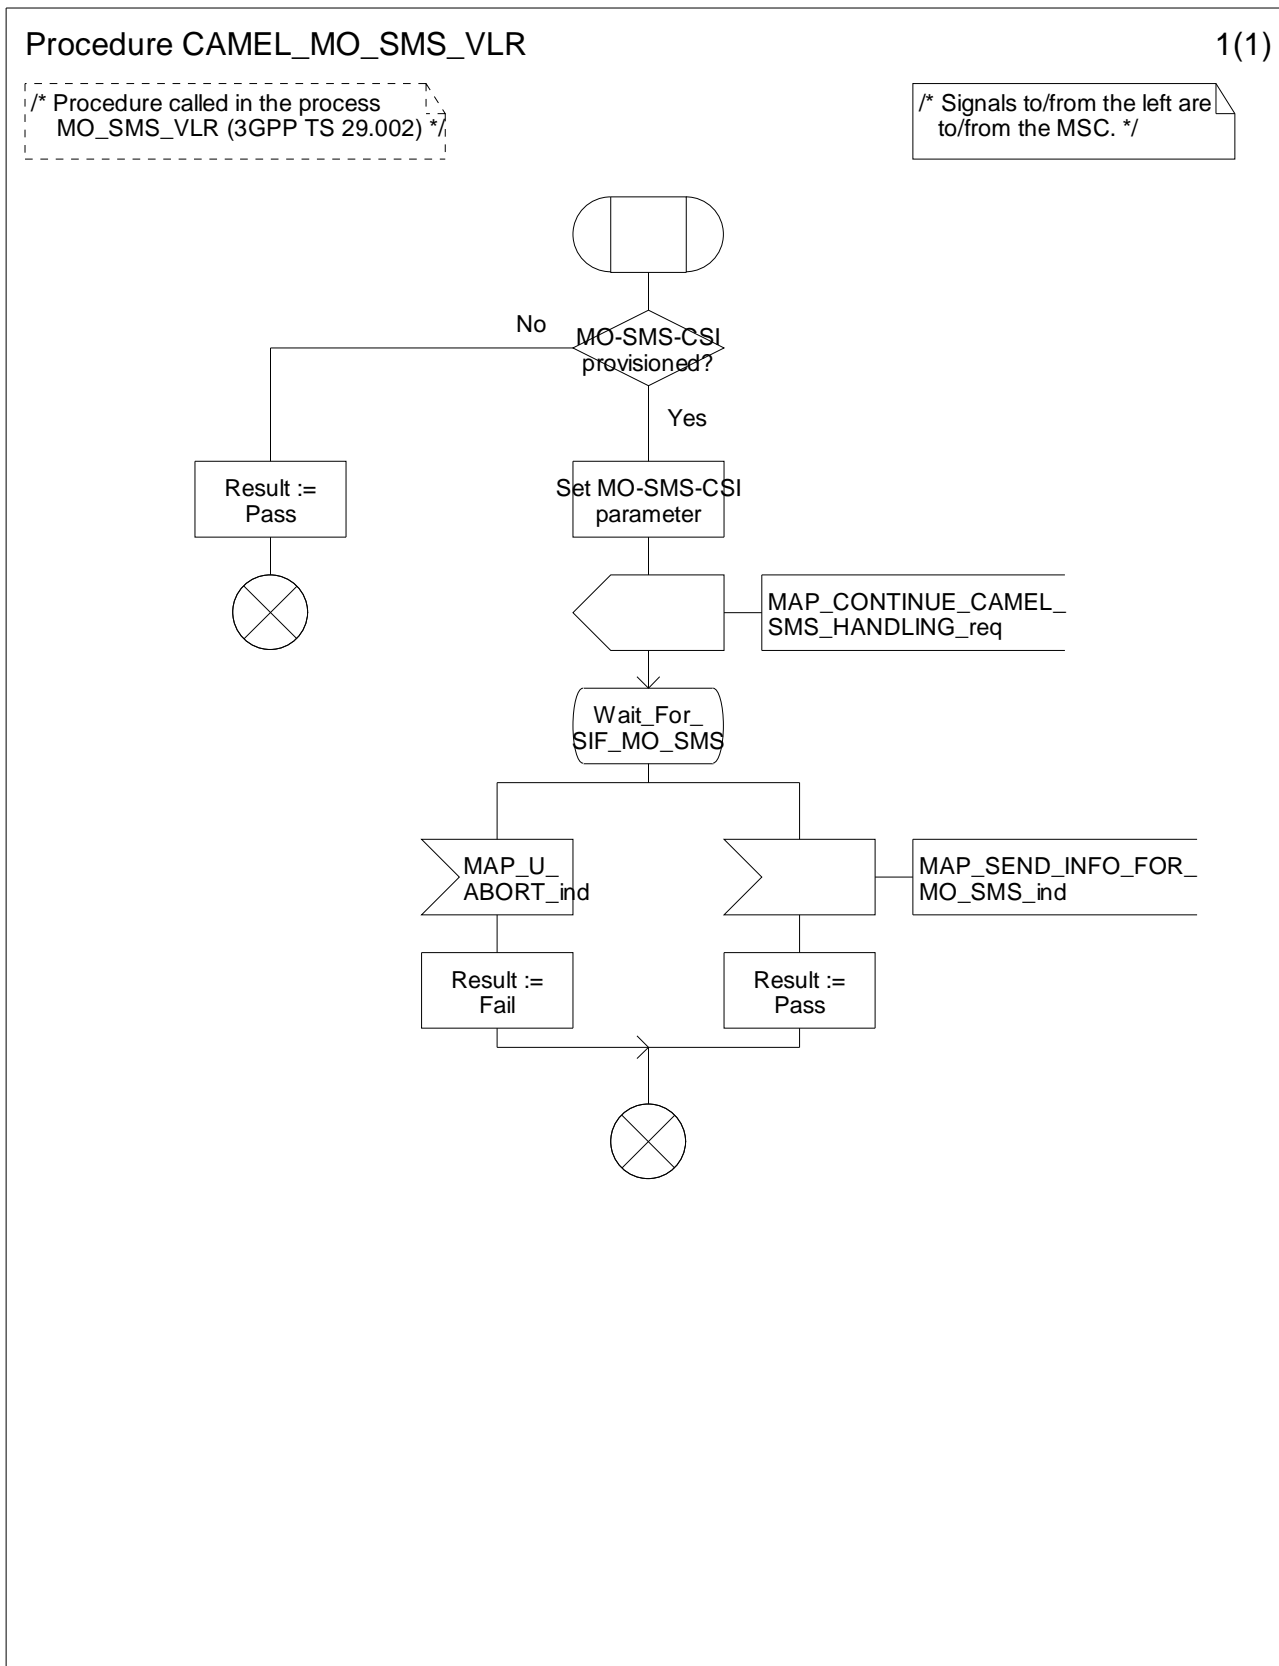 Procedure CAMEL_MO_SMS_VLR
1(1)
/* Procedure called in the process
MO_SMS_VLR (3GPP TS 29.002) */
/* Signals to/from the left are
to/from the MSC. */
No
MO-SMS-CSI
provisioned?
Yes
Result :=
Pass
Set MO-SMS-CSI
parameter
MAP_CONTINUE_CAMEL_
SMS_HANDLING_req
Wait_For_
SIF_MO_SMS
MAP_U_
ABORT_ind
MAP_SEND_INFO_FOR_
MO_SMS_ind
Result :=
Fail
Result :=
Pass